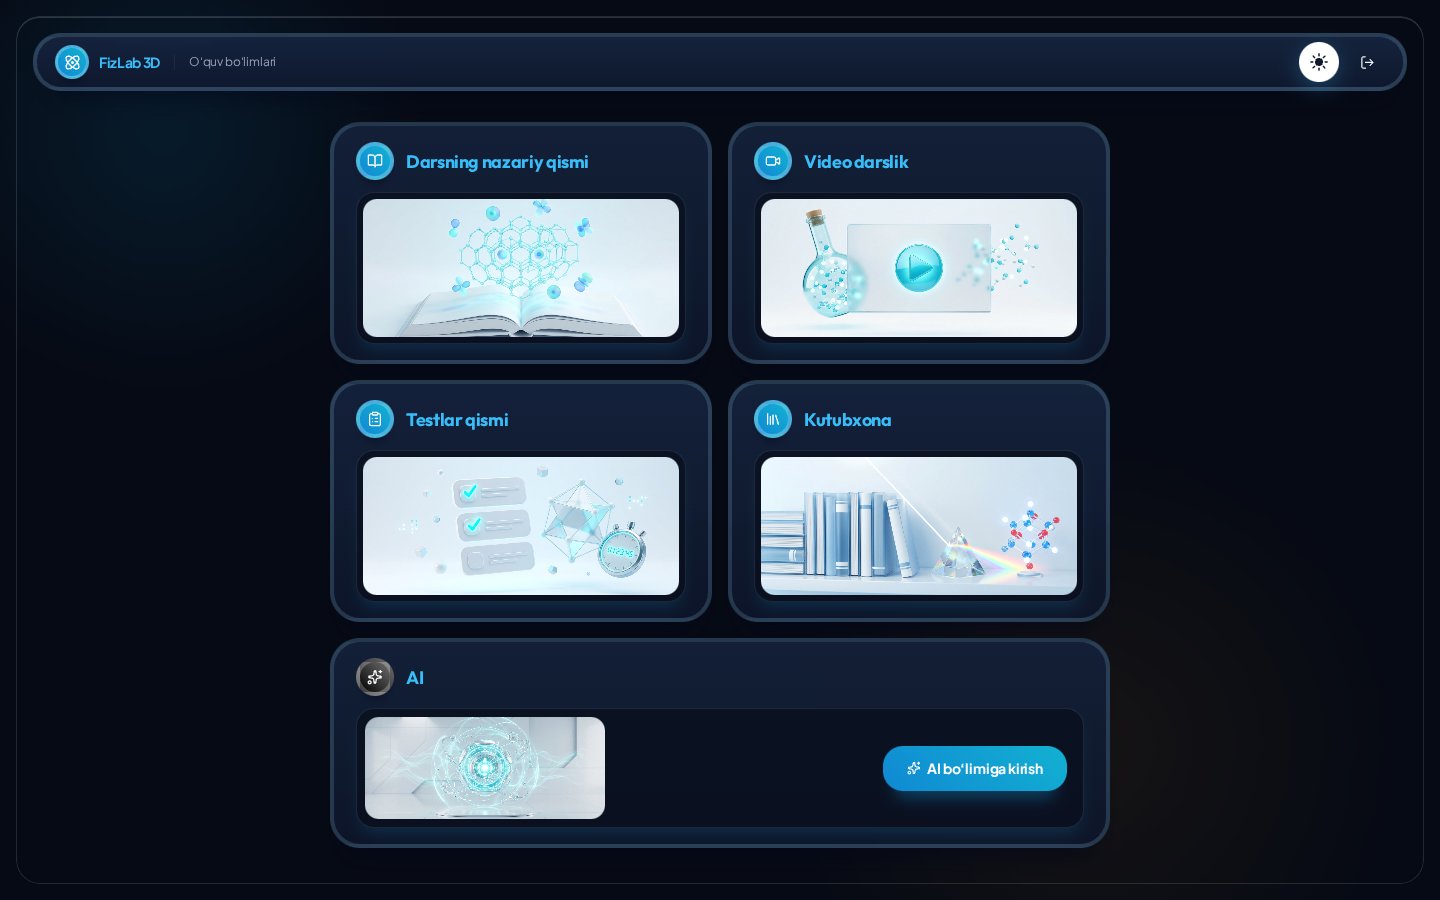 FizLab 3D
O'quv bo'limlari
Darsning nazariy qismi
Video darslik
Testlar qismi
Kutubxona
AI
AI bo‘limiga kirish